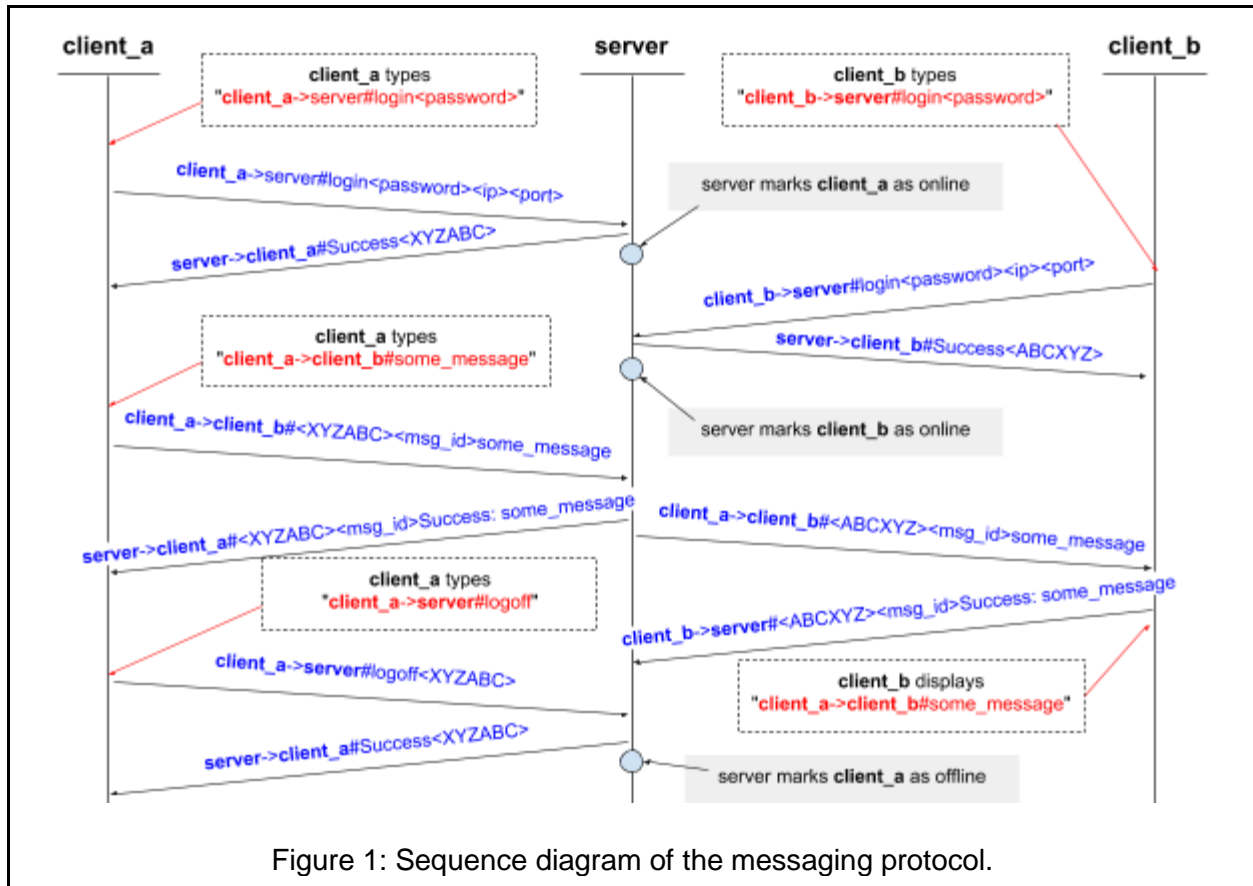 client_a
server
client_b
client_a types
"client_a->server#login<password>"
client_b types
"client_b->server#login<password>"
client_a->server#login<password><ip><port>
server marks client_a as online
server->client_a#Success<XYZABC>
client_b->server#login<password><ip><port>
client_a types
"client_a->client_b#some_message"
server->client_b#Success<ABCXYZ>
client_a->client_b#<XYZABC><msg_id>some_message
server marks client_b as online
server->client_a#<XYZABC><msg_id>Success: some_message
client_a->client_b#<ABCXYZ><msg_id>some_message
client_a types
"client_a->server#logoff"
client_b->server#<ABCXYZ><msg_id>Success: some_message
client_a->server#logoff<XYZABC>
client_b displays
"client_a->client_b#some_message"
server->client_a#Success<XYZABC>
server marks client_a as offline
Figure 1: Sequence diagram of the messaging protocol.